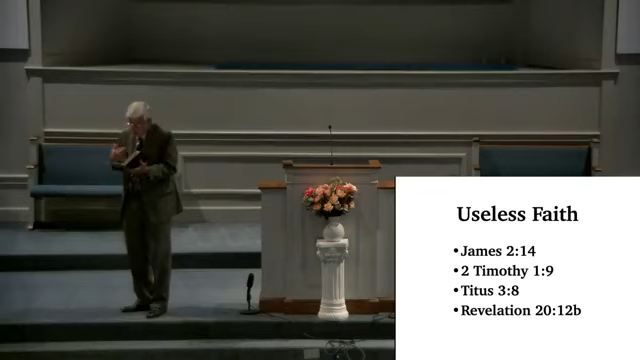 Useless Faith
•James 2:14
•2 Timothy 1:9
•Titus 3:8
•Revelation 20:12b